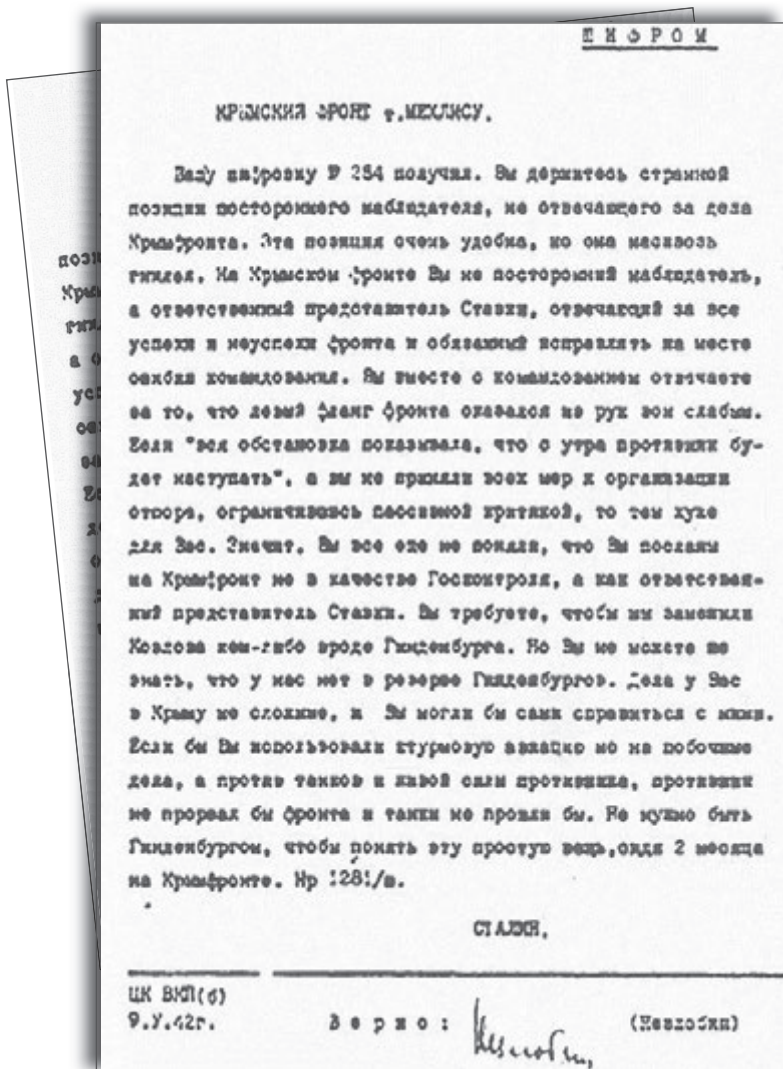 ШИФРОМ
КРЫМСКИЙ ФРОНТ т.МЕХЛИСУ.
Вашу шифровку № 254 получил. Вы держитесь странной
позиции постороннего наблюдателя, не отвечающего за дела
Крымфронта. Эта позиция очень удобна, но она насквозь
гнилая. На Крымском фронте Вы не посторонний наблюдатель,
а ответственный представитель Ставки, отвечающий за все
успехи и неуспехи фронта и обязанный исправлять на месте
ошибки командования. Вы вместе с командованием отвечаете
за то, что левый фланг фронта оказался из рук вон слабым.
Если "вся обстановка показывала, что с утра противник бу-
дет наступать", а вы не приняли всех мер к организации
отпора, ограничившись пассивной критикой, то тем хуже
для Вас. Значит, Вы все еще не поняли, что Вы посланы
на Крымфронт не в качестве Госконтроля, а как ответствен-
ный представитель Ставки. Вы требуете, чтобы мы заменили
Козлова кем-либо вроде Гинденбурга. Но Вы не можете не
знать, что у нас нет в резерве Гинденбургов. Дела у Вас
в Крыму не сложные, и Вы могли бы сами справиться с ними.
Если бы Вы использовали штурмовую авиацию не на побочные
дела, а против танков и живой силы противника, противник
не прорвал бы фронта и танки не прошли бы. Не нужно быть
Гинденбургом, чтобы понять эту простую вещь,сидя 2 месяца
на Крымфронте. Нр 1281/ш.
СТАЛИН.
ЦК ВКП(б)
9.У.42г. Верно: (Незлобин)